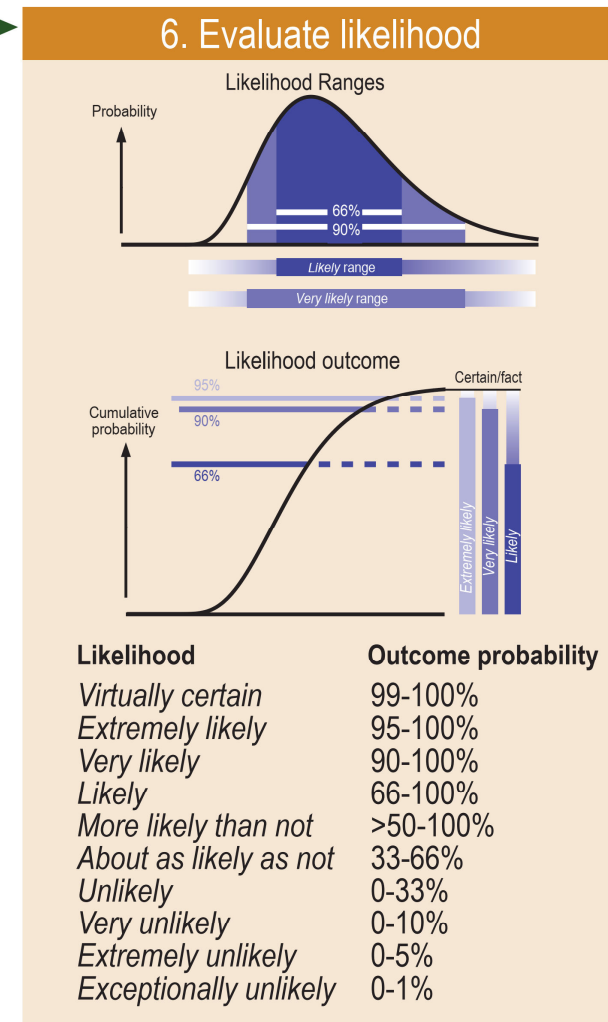 6. Evaluate likelihood
Likelihood Ranges
Probability
66%
90%
Likely range
Very likely range
Likelihood outcome
Certain/fact
95%
Cumulative
probability
90%
66%
Extremely likely
Very likely
Likely
Likelihood Outcome probability
Virtually certain 99-100%
Extremely likely 95-100%
Very likely 90-100%
Likely 66-100%
More likely than not >50-100%
About as likely as not 33-66%
Unlikely 0-33%
Very unlikely 0-10%
Extremely unlikely 0-5%
Exceptionally unlikely 0-1%